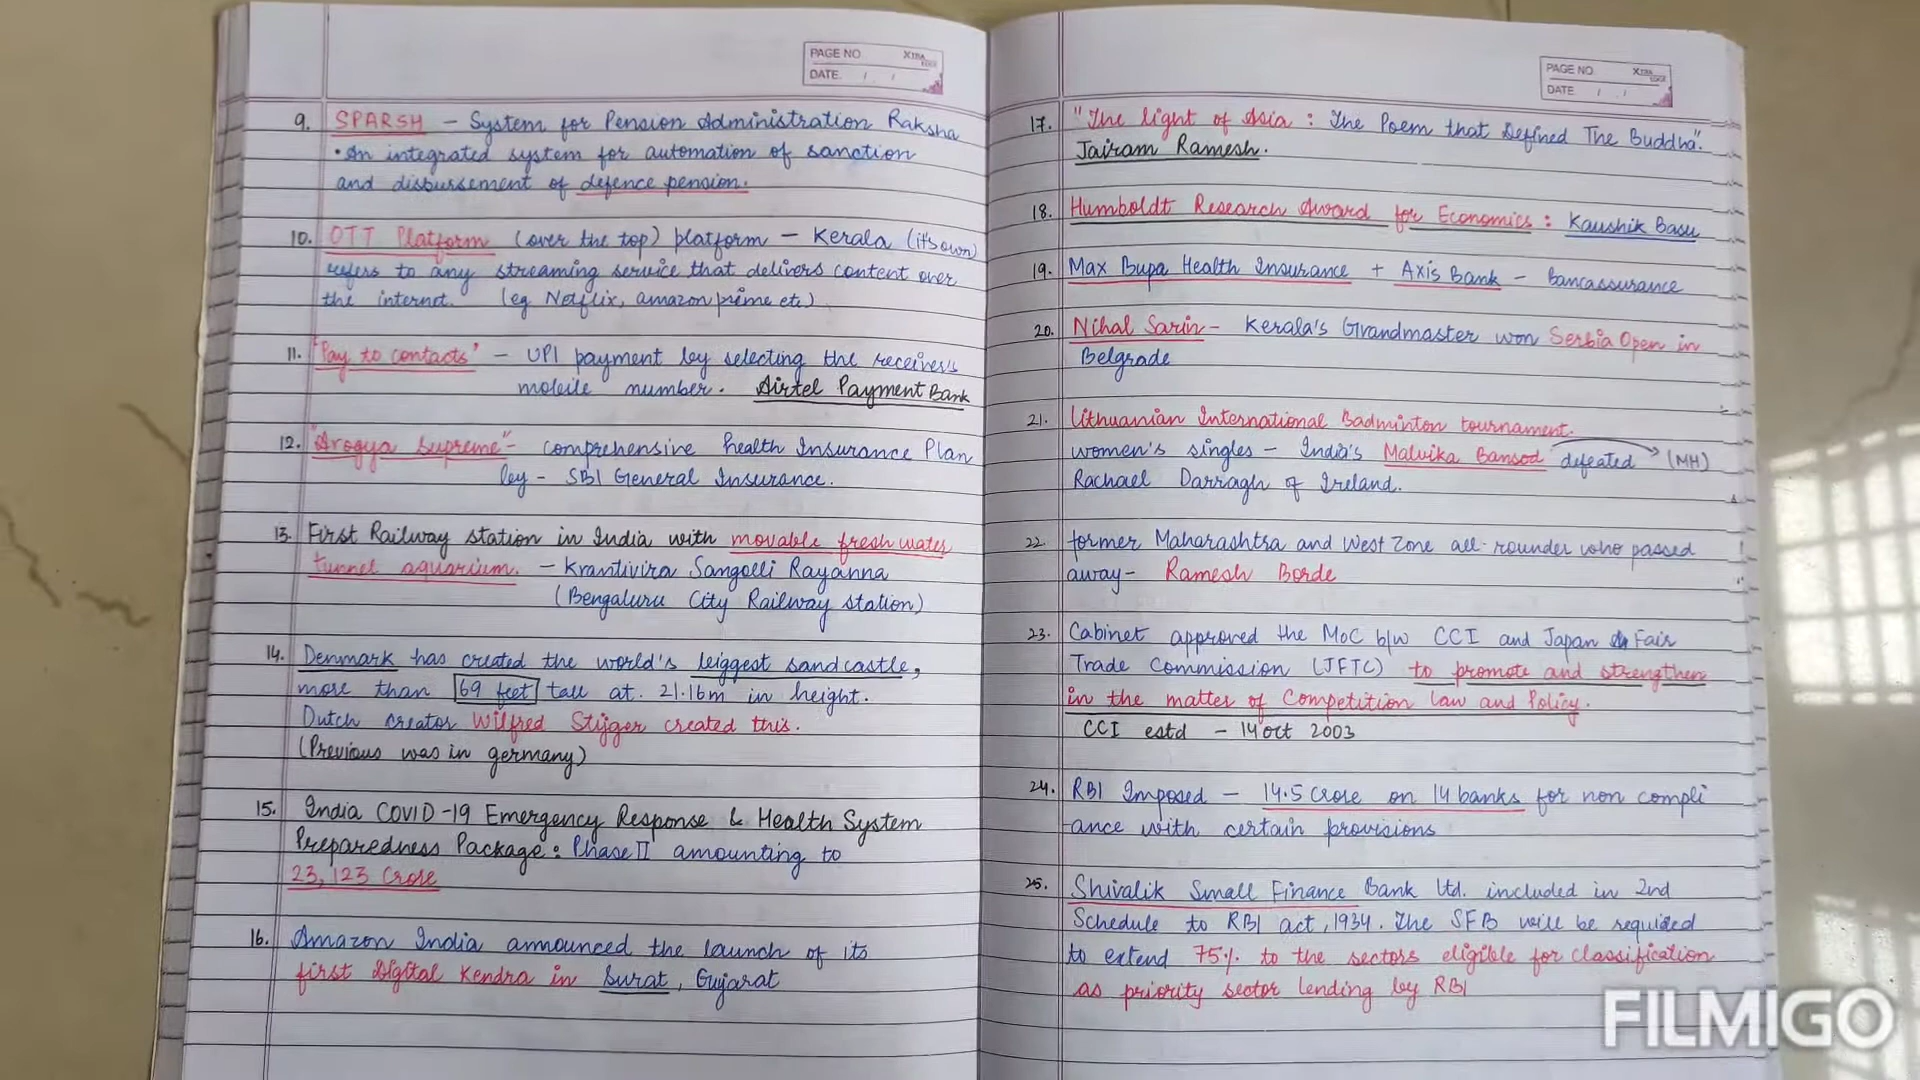 PAGE NO
XTRA EDGE
DATE / /
9. SPARSH – System for Pension Administration Raksha
• An integrated system for automation of sanction
and disbursement of defence pension.
10. OTT Platform (over the top) platform – Kerala (it's own)
refers to any streaming service that delivers content over
the internet. (eg Netflix, amazon prime etc)
11. "Pay to contacts" – UPI payment by selecting the receiver's
mobile number. Airtel Payment Bank
12. "Arogya Supreme" – comprehensive health Insurance Plan
by – SBI General Insurance.
13. First Railway station in India with movable fresh water
tunnel aquarium. – Krantivira Sangolli Rayanna
(Bengaluru City Railway station)
14. Denmark has created the world's biggest sandcastle,
more than 69 feet tall at 21.16m in height.
Dutch creator Wilfred Stijger created this.
(Previous was in germany)
15. India COVID-19 Emergency Response & Health System
Preparedness Package: Phase II amounting to
23,123 Crore
16. Amazon India announced the launch of its
first Digital Kendra in Surat, Gujarat
PAGE NO
XTRA EDGE
DATE / /
17. "The light of Asia : The Poem that Defined The Buddha".
Jairam Ramesh.
18. Humboldt Research Award for Economics : Kaushik Basu
19. Max Bupa Health Insurance + Axis Bank – bancassurance
20. Nihal Sarin – Kerala's Grandmaster won Serbia Open in
Belgrade
21. Lithuanian International Badminton tournament.
women's singles – India's Malvika Bansod defeated (MH)
Rachael Darragh of Ireland.
22. former Maharashtra and West Zone all-rounder who passed
away – Ramesh Borde
23. Cabinet approved the MoC b/w CCI and Japan Fair
Trade Commission (JFTC) to promote and strengthen
in the matter of Competition Law and Policy.
CCI estd – 14 Oct 2003
24. RBI Imposed – 14.5 Crore on 14 banks for non compli
ance with certain provisions
25. Shivalik Small Finance Bank Ltd. included in 2nd
Schedule to RBI act, 1934. The SFB will be required
to extend 75% to the sectors eligible for classification
as priority sector lending by RBI
FILMIGO